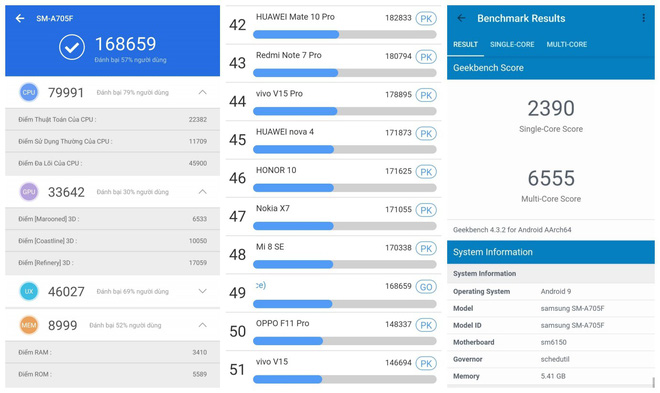 SM-A705F
168659
Đánh bại 57% người dùng
CPU 79991 Đánh bại 79% người dùng
Điểm Thuật Toán Của CPU : 22382
Điểm Sử Dụng Thường Của CPU : 11709
Điểm Đa Lõi Của CPU : 45900
GPU 33642 Đánh bại 30% người dùng
Điểm [Marooned] 3D : 6533
Điểm [Coastline] 3D : 10050
Điểm [Refinery] 3D : 17059
UX 46027 Đánh bại 69% người dùng
MEM 8999 Đánh bại 52% người dùng
Điểm RAM : 3410
Điểm ROM : 5589
42 HUAWEI Mate 10 Pro 182833 PK
43 Redmi Note 7 Pro 180794 PK
44 vivo V15 Pro 178895 PK
45 HUAWEI nova 4 171873 PK
46 HONOR 10 171625 PK
47 Nokia X7 171055 PK
48 Mi 8 SE 170338 PK
49 ce) 168659 GO
50 OPPO F11 Pro 148337 PK
51 vivo V15 146694 PK
Benchmark Results
RESULT SINGLE-CORE MULTI-CORE
Geekbench Score
2390
Single-Core Score
6555
Multi-Core Score
Geekbench 4.3.2 for Android AArch64
System Information
System Information
Operating System Android 9
Model samsung SM-A705F
Model ID samsung SM-A705F
Motherboard sm6150
Governor schedutil
Memory 5.41 GB